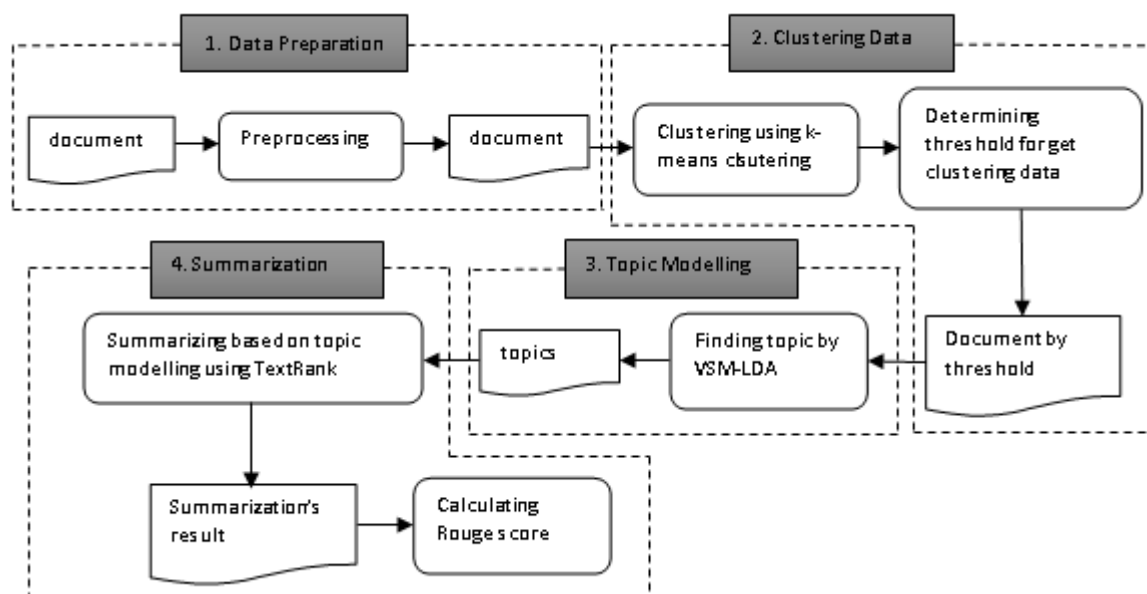 1. Data Preparation
document
Preprocessing
document
2. Clustering Data
Clustering using k-
means clsutering
Determining
threshold for get
clustering data
Document by
threshold
3. Topic Modelling
Finding topic by
VSM-LDA
topics
4. Summarization
Summarizing based on topic
modelling using TextRank
Summarization's
result
Calculating
Rouge score